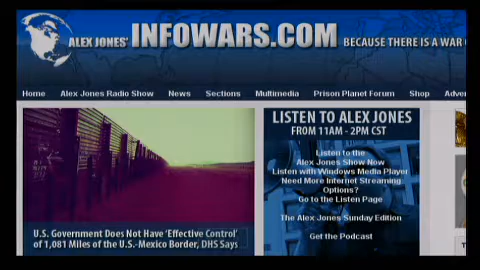 ALEX JONES' INFOWARS.COM BECAUSE THERE IS A WAR
Home Alex Jones Radio Show News Sections Multimedia Prison Planet Forum Shop
LISTEN TO ALEX JONES
FROM 11AM - 2PM CST
Listen to the
Alex Jones Show Now
Listen with Windows Media Player
Need More Internet Streaming
Options?
Go to the Listen Page
The Alex Jones Sunday Edition
Get the Podcast
U.S. Government Does Not Have 'Effective Control'
of 1,081 Miles of the U.S.-Mexico Border, DHS Says